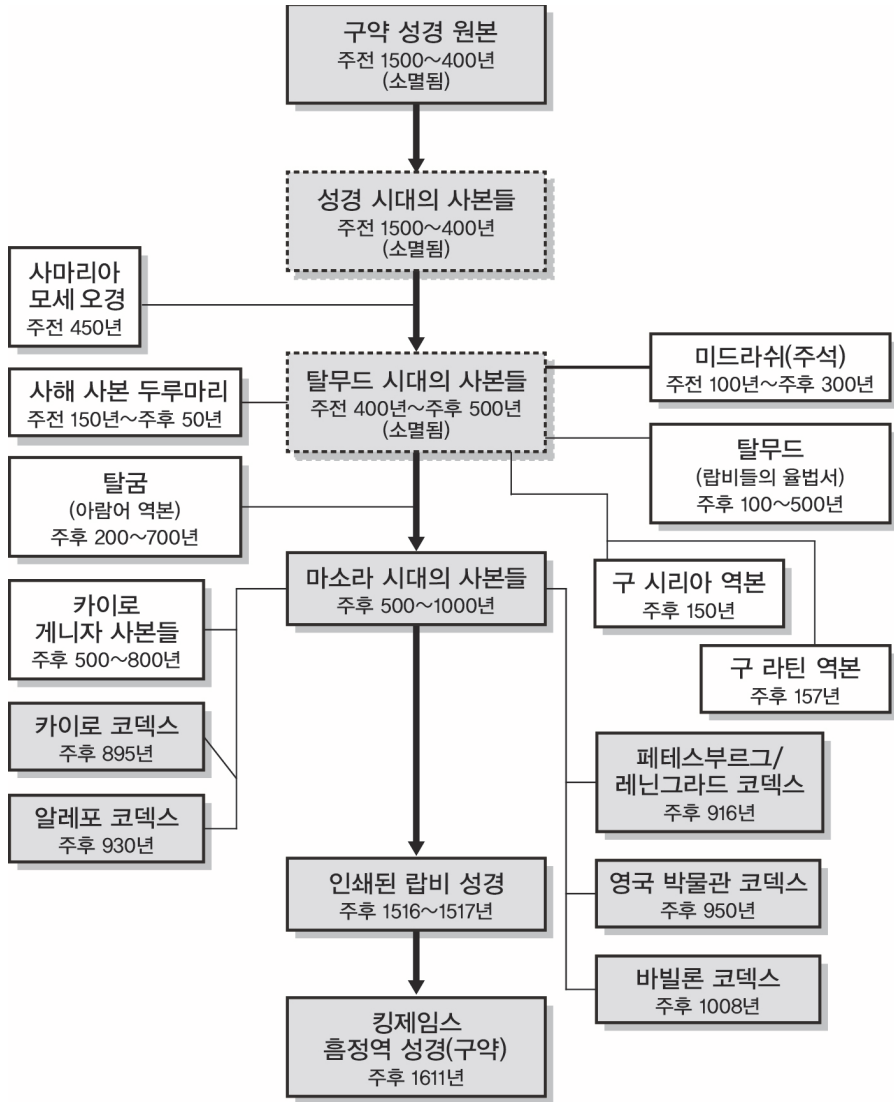 구약 성경 원본
주전 1500~400년
(소멸됨)
성경 시대의 사본들
주전 1500~400년
(소멸됨)
사마리아
모세 오경
주전 450년
탈무드 시대의 사본들
주전 400년~주후 500년
(소멸됨)
미드라쉬(주석)
주전 100년~주후 300년
사해 사본 두루마리
주전 150년~주후 50년
탈무드
(랍비들의 율법서)
주후 100~500년
탈굼
(아람어 역본)
주후 200~700년
마소라 시대의 사본들
주후 500~1000년
구 시리아 역본
주후 150년
카이로
게니자 사본들
주후 500~800년
구 라틴 역본
주후 157년
카이로 코덱스
주후 895년
페테스부르그/
레닌그라드 코덱스
주후 916년
알레포 코덱스
주후 930년
인쇄된 랍비 성경
주후 1516~1517년
영국 박물관 코덱스
주후 950년
바빌론 코덱스
주후 1008년
킹제임스
흠정역 성경(구약)
주후 1611년